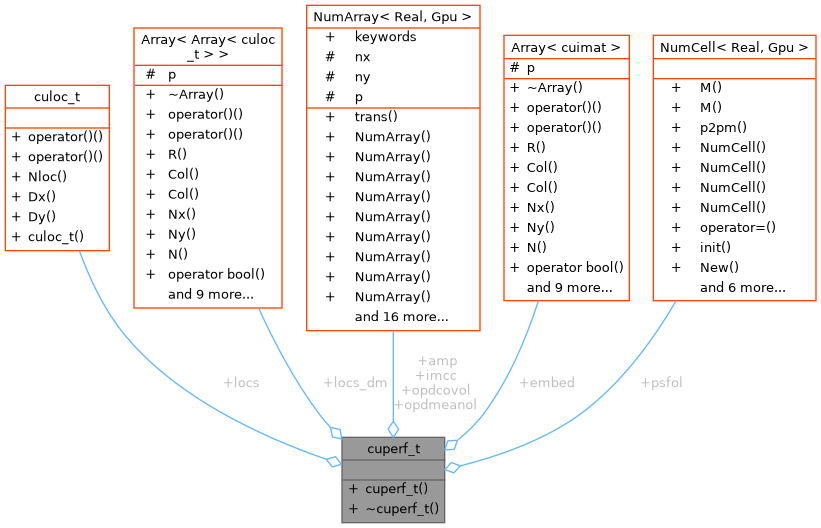 culoc_t
+ operator()()
+ operator()()
+ Nloc()
+ Dx()
+ Dy()
+ culoc_t()
Array< Array< culoc
_t > >
# p
+ ~Array()
+ operator()()
+ operator()()
+ R()
+ Col()
+ Col()
+ Nx()
+ Ny()
+ N()
+ operator bool()
and 9 more...
NumArray< Real, Gpu >
+ keywords
# nx
# ny
# p
+ trans()
+ NumArray()
+ NumArray()
+ NumArray()
+ NumArray()
+ NumArray()
+ NumArray()
+ NumArray()
+ NumArray()
+ NumArray()
and 16 more...
Array< cuimat >
# p
+ ~Array()
+ operator()()
+ operator()()
+ R()
+ Col()
+ Col()
+ Nx()
+ Ny()
+ N()
+ operator bool()
and 9 more...
NumCell< Real, Gpu >
+ M()
+ M()
+ p2pm()
+ NumCell()
+ NumCell()
+ NumCell()
+ NumCell()
+ operator=()
+ init()
+ New()
and 6 more...
+locs
+locs_dm
+amp
+imcc
+opdcovol
+opdmeanol
+embed
+psfol
cuperf_t
+ cuperf_t()
+ ~cuperf_t()